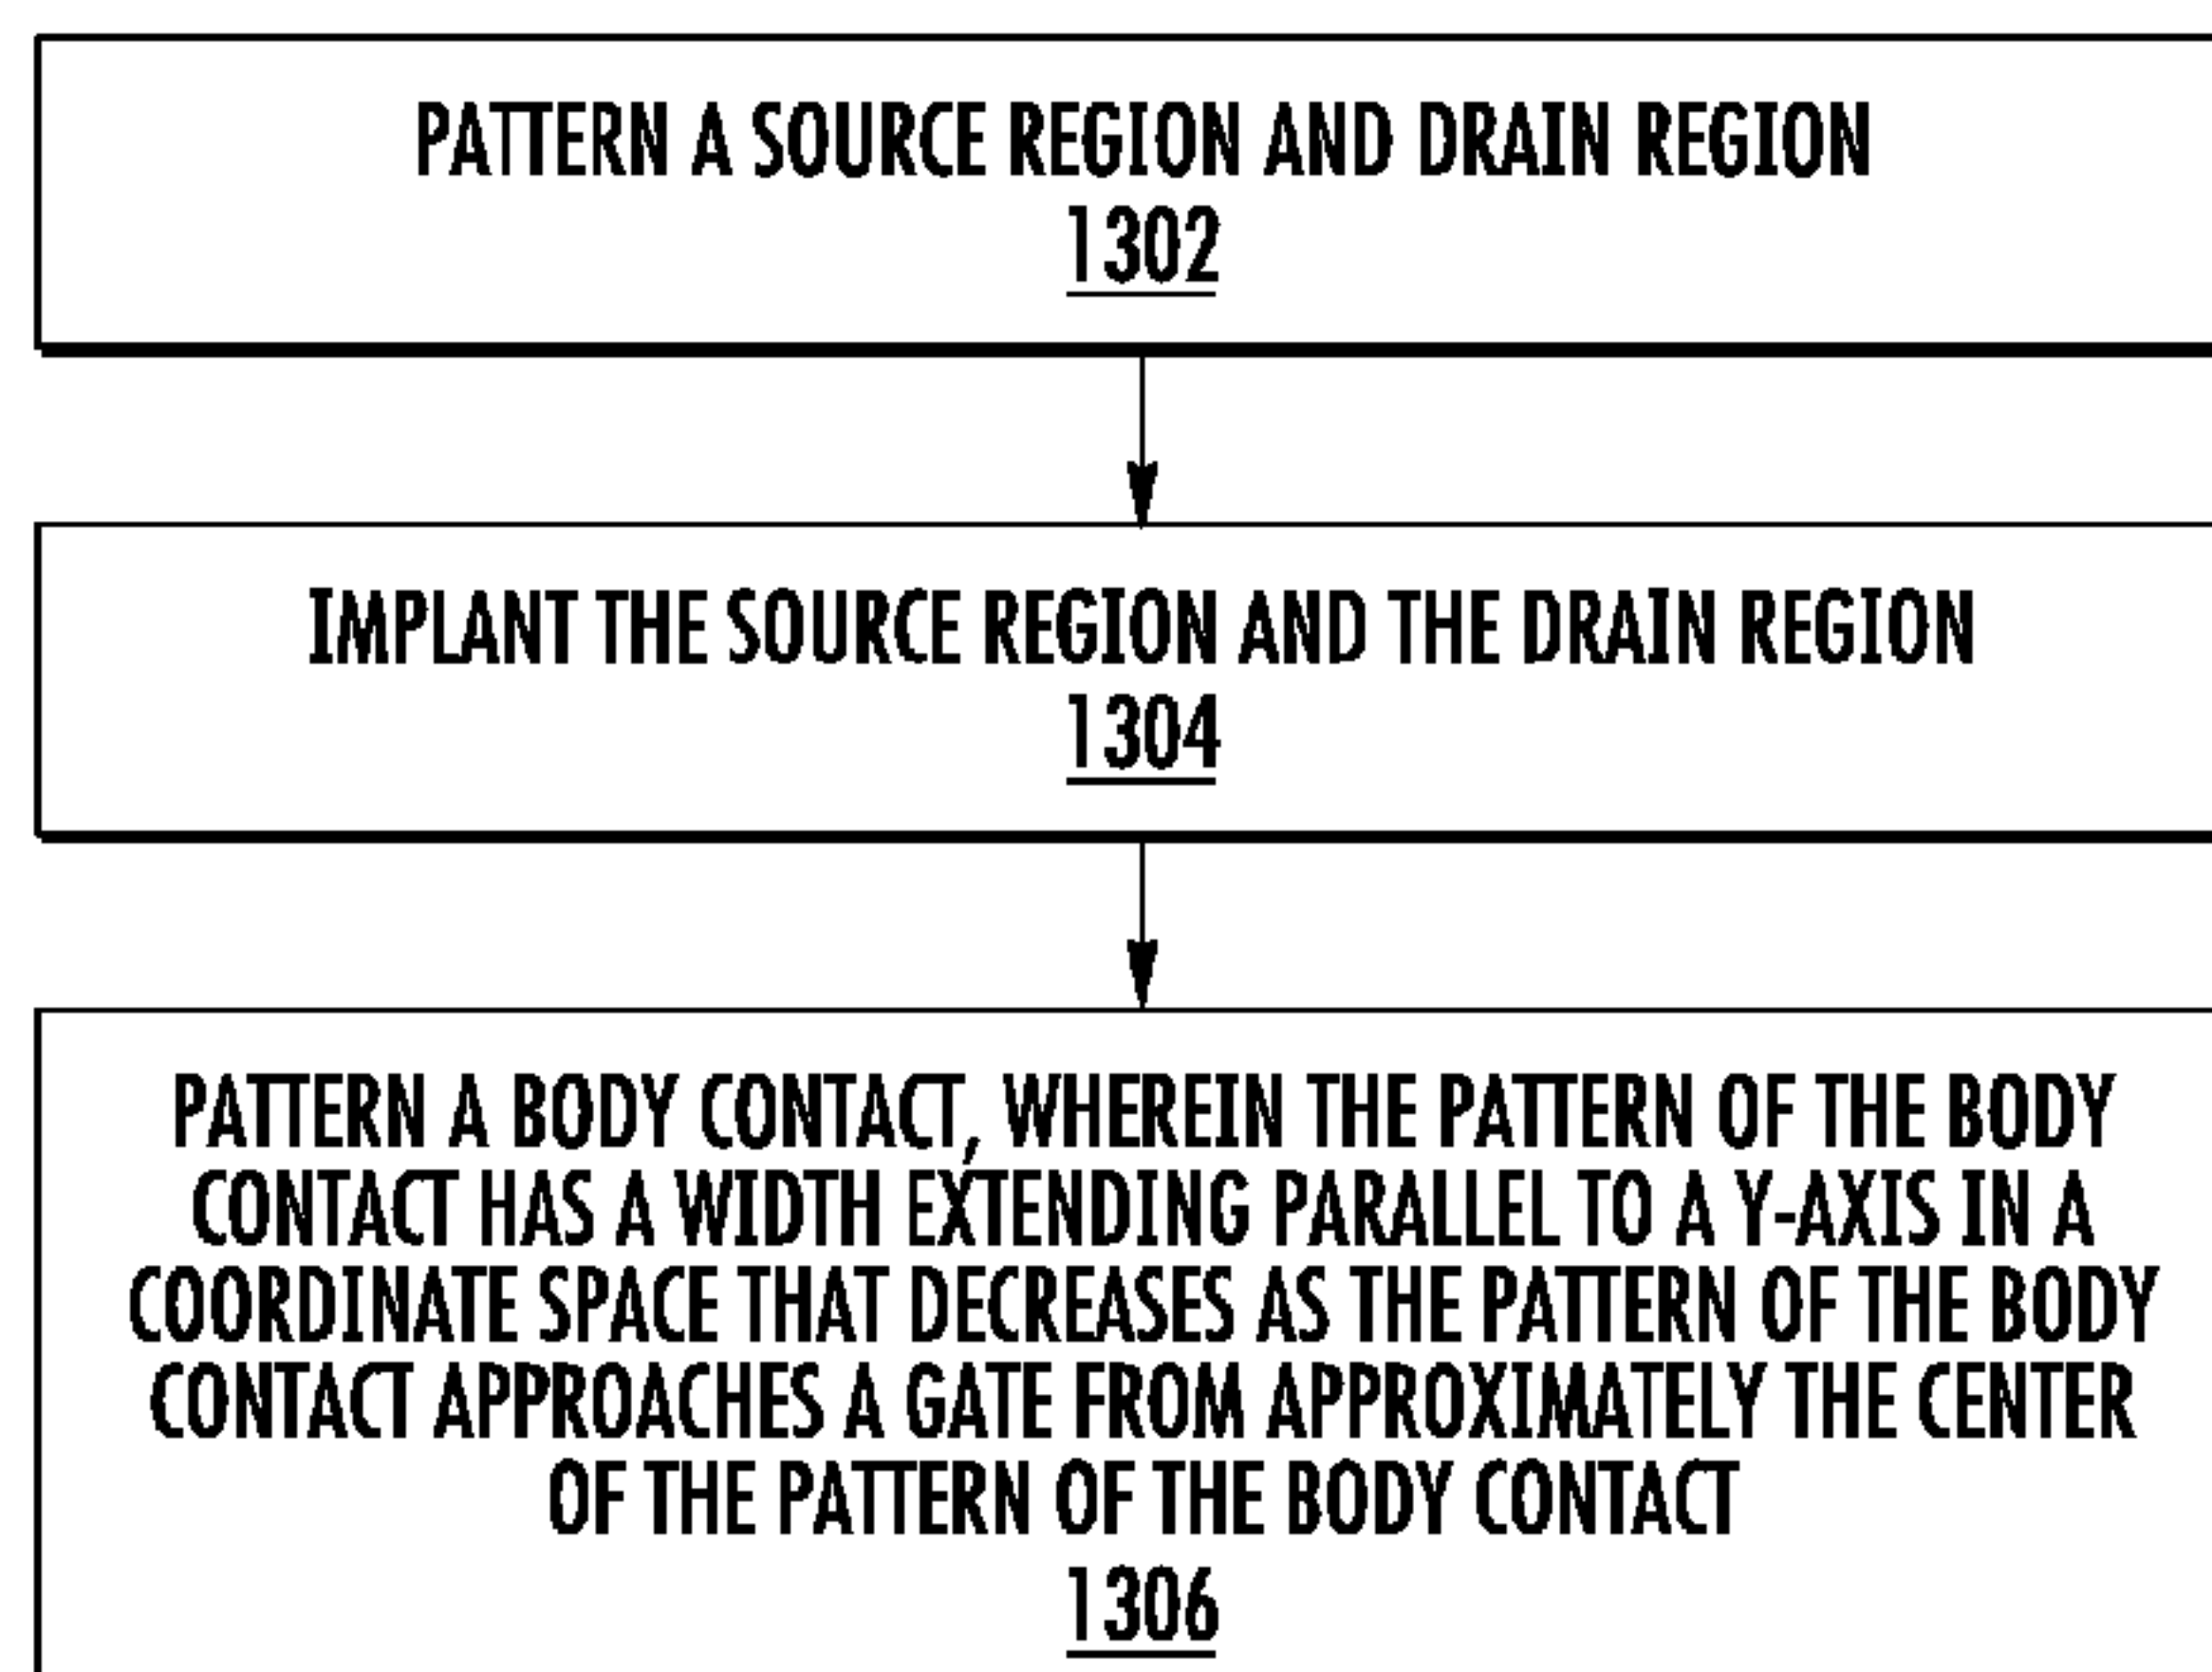 PATTERN A SOURCE REGION AND DRAIN REGION
1302
IMPLANT THE SOURCE REGION AND THE DRAIN REGION
1304
PATTERN A BODY CONTACT, WHEREIN THE PATTERN OF THE BODY
CONTACT HAS A WIDTH EXTENDING PARALLEL TO A Y-AXIS IN A
COORDINATE SPACE THAT DECREASES AS THE PATTERN OF THE BODY
CONTACT APPROACHES A GATE FROM APPROXIMATELY THE CENTER
OF THE PATTERN OF THE BODY CONTACT
1306